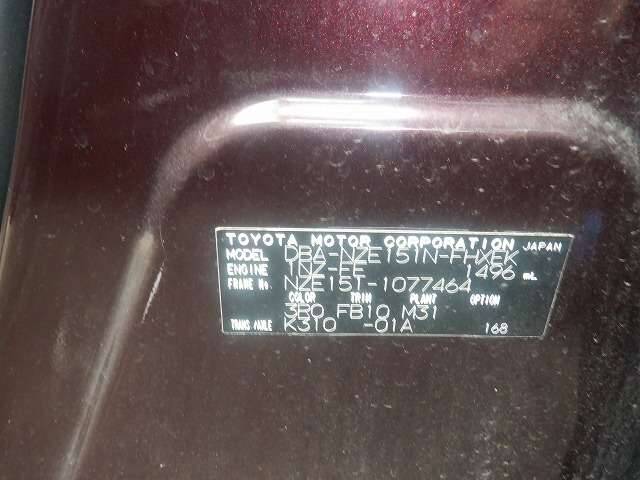 TOYOTA MOTOR CORPORATION JAPAN
MODEL DBA-NZE151N-FHXEK
ENGINE 1NZ-FE 1496 mL
FRAME No. NZE151-1077464
COLOR TRIM PLANT OPTION
3R0 FB10 M31
TRANS/AXLE K310 -01A 168